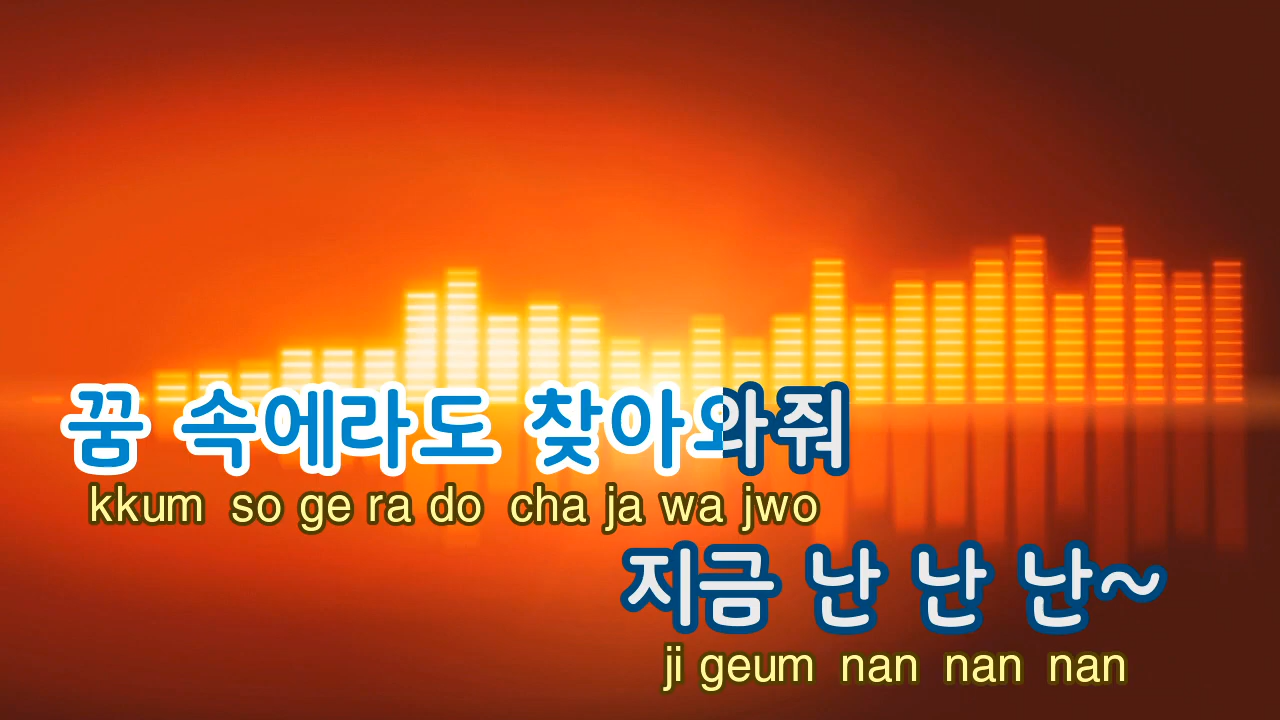 꿈 속에라도 찾아와줘
kkum so ge ra do cha ja wa jwo
지금 난 난 난~
ji geum nan nan nan